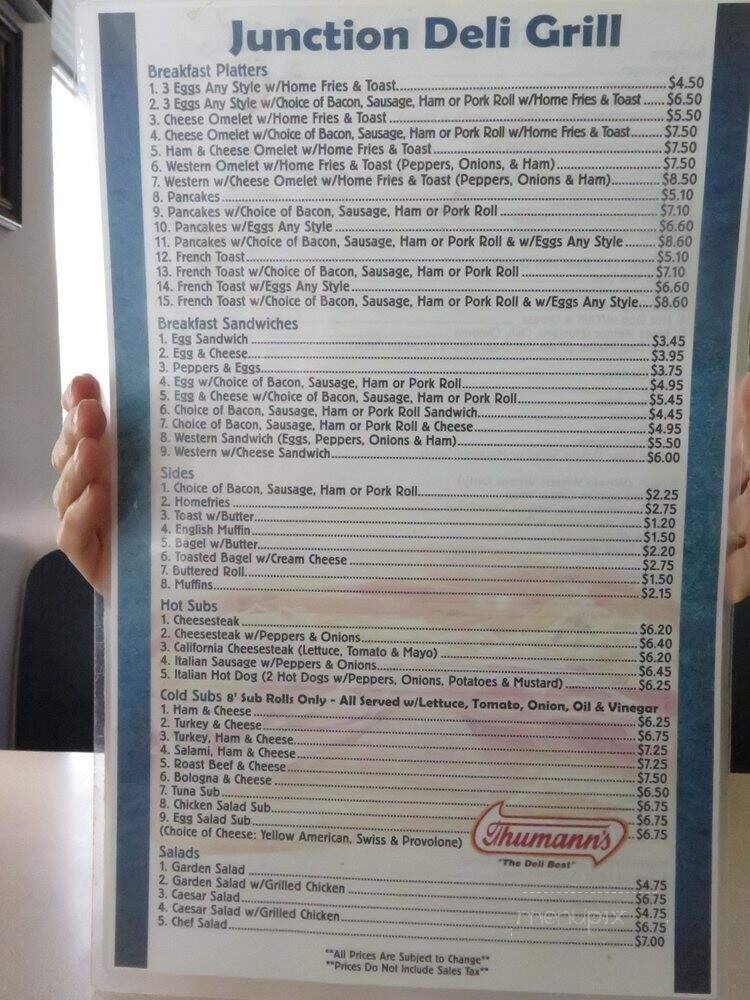 Junction Deli Grill
Breakfast Platters
1. 3 Eggs Any Style w/Home Fries & Toast $4.50
2. 3 Eggs Any Style w/Choice of Bacon, Sausage, Ham or Pork Roll w/Home Fries & Toast $6.50
3. Cheese Omelet w/Home Fries & Toast $5.50
4. Cheese Omelet w/Choice of Bacon, Sausage, Ham or Pork Roll w/Home Fries & Toast $7.50
5. Ham & Cheese Omelet w/Home Fries & Toast $7.50
6. Western Omelet w/Home Fries & Toast (Peppers, Onions, & Ham) $7.50
7. Western w/Cheese Omelet w/Home Fries & Toast (Peppers, Onions & Ham) $8.50
8. Pancakes $5.10
9. Pancakes w/Choice of Bacon, Sausage, Ham or Pork Roll $7.10
10. Pancakes w/Eggs Any Style $6.60
11. Pancakes w/Choice of Bacon, Sausage, Ham or Pork Roll & w/Eggs Any Style $8.60
12. French Toast $5.10
13. French Toast w/Choice of Bacon, Sausage, Ham or Pork Roll $7.10
14. French Toast w/Eggs Any Style $6.60
15. French Toast w/Choice of Bacon, Sausage, Ham or Pork Roll & w/Eggs Any Style $8.60
Breakfast Sandwiches
1. Egg Sandwich $3.45
2. Egg & Cheese $3.95
3. Peppers & Eggs $3.75
4. Egg w/Choice of Bacon, Sausage, Ham or Pork Roll $4.95
5. Egg & Cheese w/Choice of Bacon, Sausage, Ham or Pork Roll $5.45
6. Choice of Bacon, Sausage, Ham or Pork Roll Sandwich $4.45
7. Choice of Bacon, Sausage, Ham or Pork Roll & Cheese $4.95
8. Western Sandwich (Eggs, Peppers, Onions & Ham) $5.50
9. Western w/Cheese Sandwich $6.00
Sides
1. Choice of Bacon, Sausage, Ham or Pork Roll $2.25
2. Homefries $2.75
3. Toast w/Butter $1.20
4. English Muffin $1.50
5. Bagel w/Butter $2.20
6. Toasted Bagel w/Cream Cheese $2.75
7. Buttered Roll $1.50
8. Muffins $2.15
Hot Subs
1. Cheesesteak $6.20
2. Cheesesteak w/Peppers & Onions $6.40
3. California Cheesesteak (Lettuce, Tomato & Mayo) $6.20
4. Italian Sausage w/Peppers & Onions $6.45
5. Italian Hot Dog (2 Hot Dogs w/Peppers, Onions, Potatoes & Mustard) $6.25
Cold Subs 8' Sub Rolls Only - All Served w/Lettuce, Tomato, Onion, Oil & Vinegar
1. Ham & Cheese $6.25
2. Turkey & Cheese $6.75
3. Turkey, Ham & Cheese $7.25
4. Salami, Ham & Cheese $7.25
5. Roast Beef & Cheese $7.50
6. Bologna & Cheese $6.50
7. Tuna Sub $6.75
8. Chicken Salad Sub $6.75
9. Egg Salad Sub $6.75
(Choice of Cheese: Yellow American, Swiss & Provolone)
Thumann's
"The Deli Best"
Salads
1. Garden Salad $4.75
2. Garden Salad w/Grilled Chicken $6.75
3. Caesar Salad $4.75
4. Caesar Salad w/Grilled Chicken $6.75
5. Chef Salad $7.00
menupix
**All Prices Are Subject to Change**
**Prices Do Not Include Sales Tax**